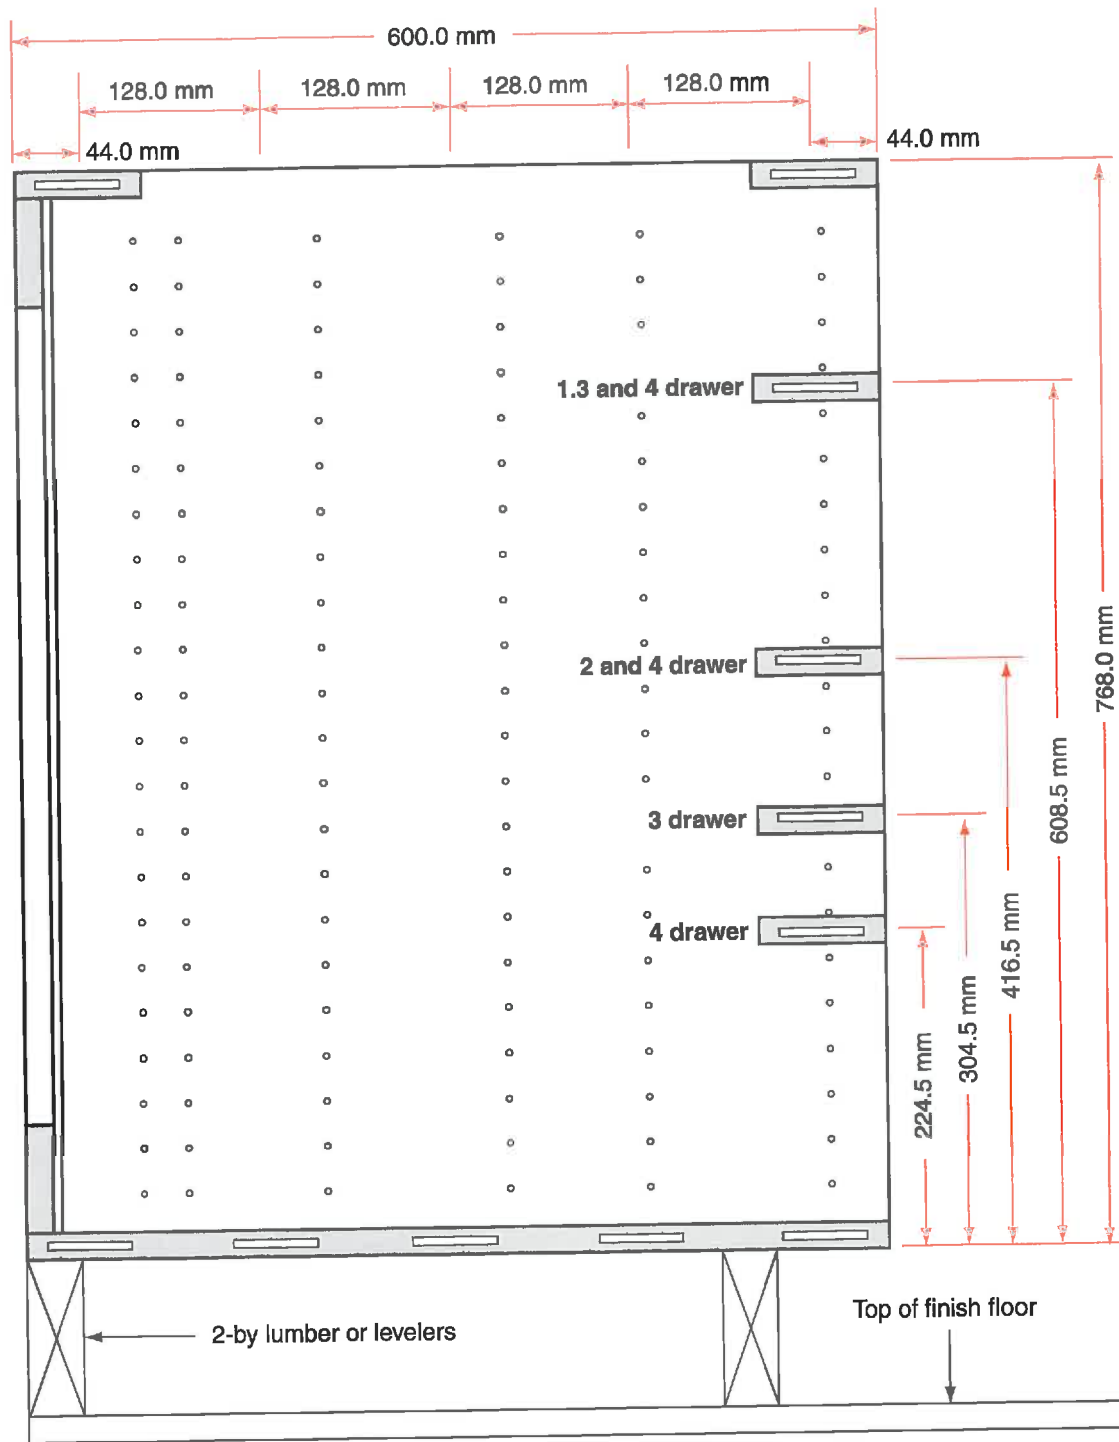 600.0 mm
128.0 mm
128.0 mm
128.0 mm
128.0 mm
44.0 mm
44.0 mm
1.3 and 4 drawer
2 and 4 drawer
3 drawer
4 drawer
224.5 mm
304.5 mm
416.5 mm
608.5 mm
768.0 mm
2-by lumber or levelers
Top of finish floor